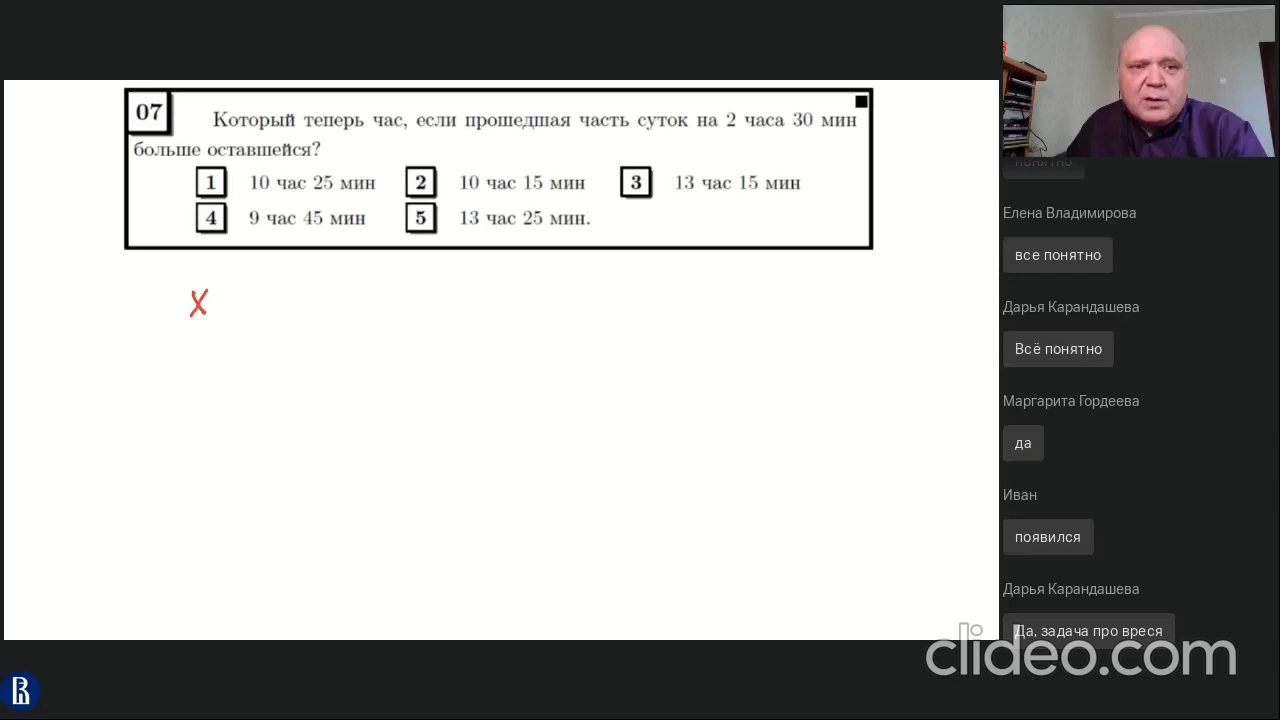 07
Который теперь час, если прошедшая часть суток на 2 часа 30 мин
больше оставшейся?
1 10 час 25 мин 2 10 час 15 мин 3 13 час 15 мин
4 9 час 45 мин 5 13 час 25 мин.
x
понятно
Елена Владимирова
все понятно
Дарья Карандашева
Всё понятно
Маргарита Гордеева
да
Иван
появился
Дарья Карандашева
Да, задача про вреся
clideo.com